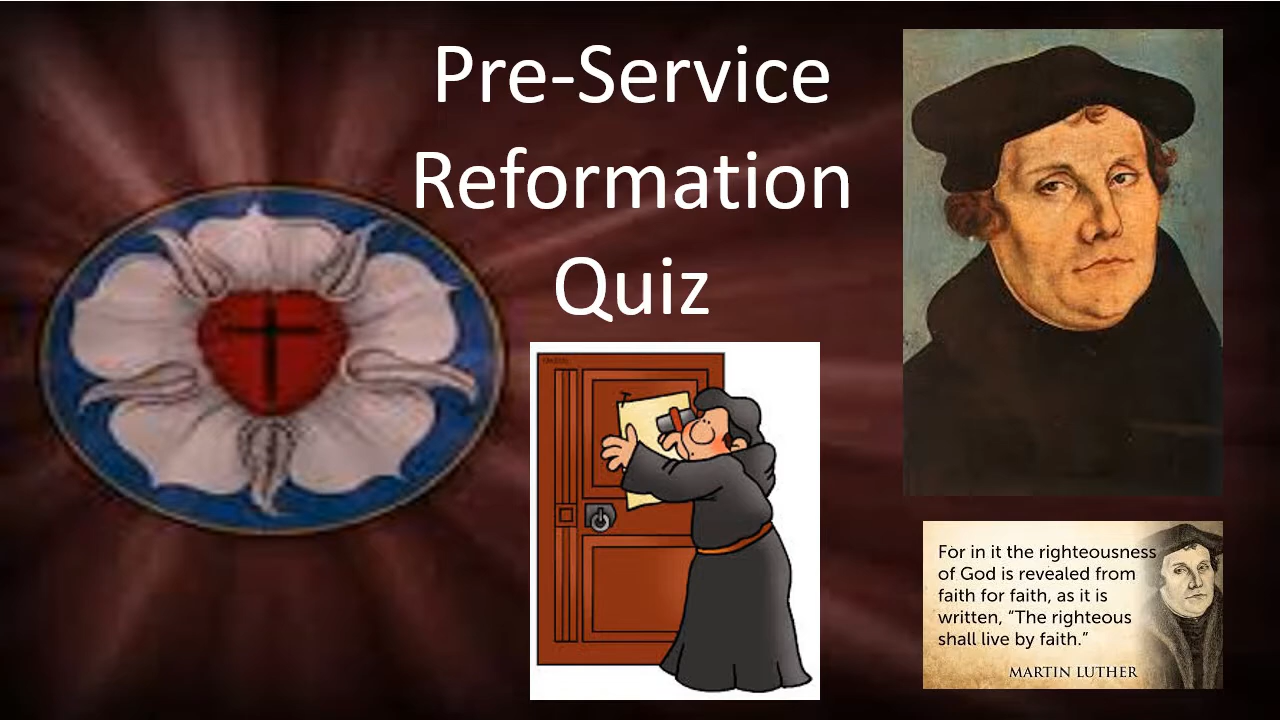 Pre-Service
Reformation
Quiz
For in it the righteousness
of God is revealed from
faith for faith, as it is
written, “The righteous
shall live by faith.”
MARTIN LUTHER